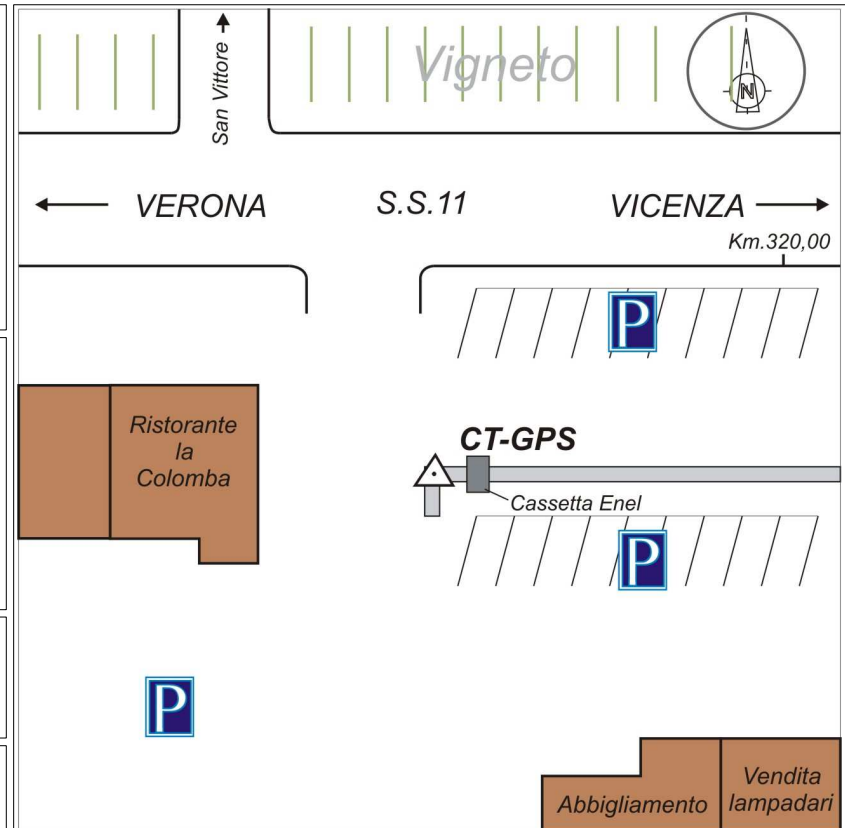 San Vittore
Vigneto
N
VERONA
S.S.11
VICENZA
Km.320,00
P
Ristorante
la
Colomba
CT-GPS
Cassetta Enel
P
P
Abbigliamento
Vendita
lampadari